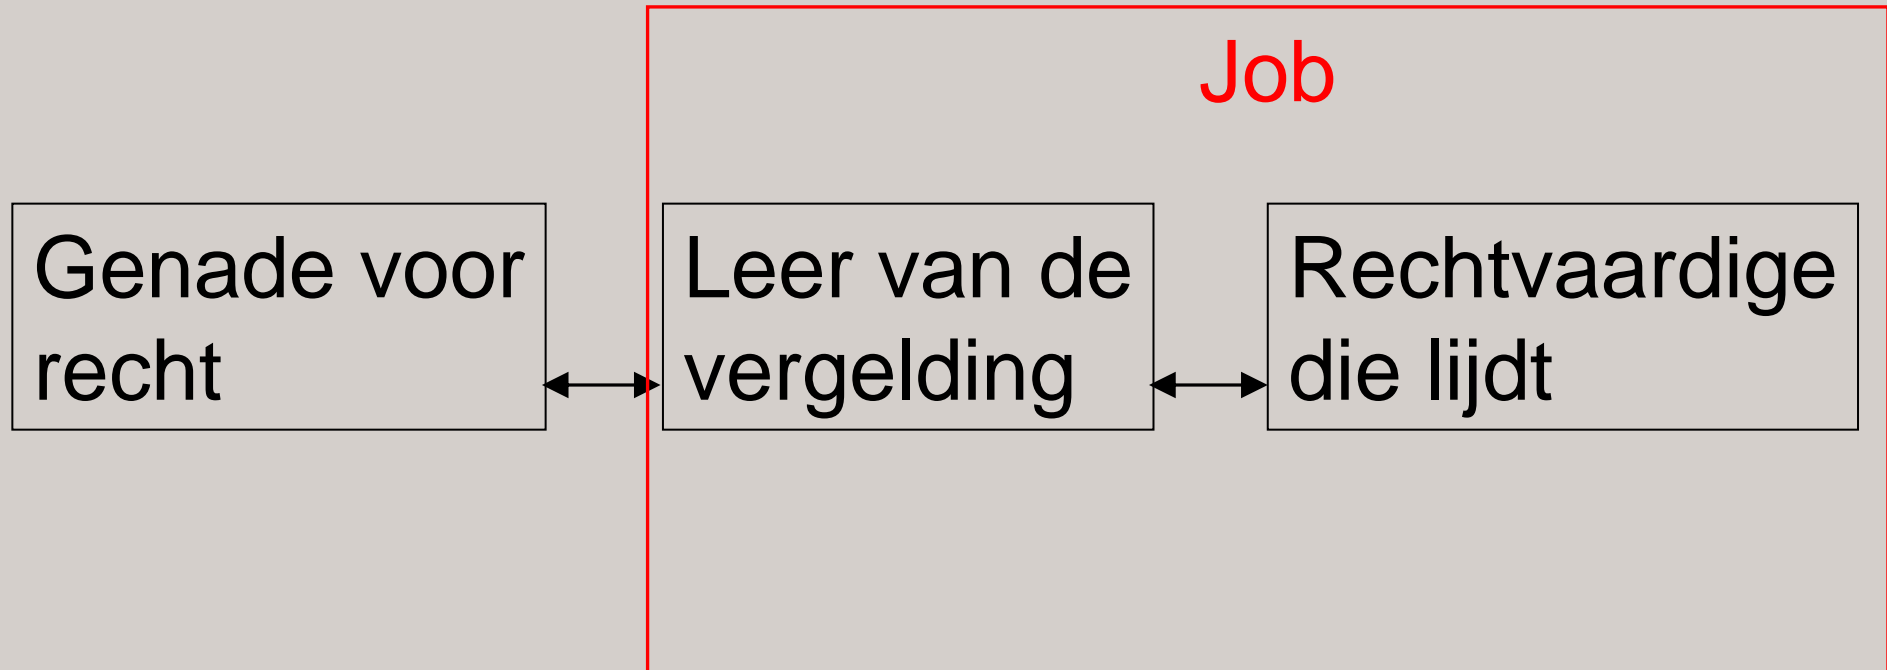 Job
Genade voor
recht
Leer van de
vergelding
Rechtvaardige
die lijdt